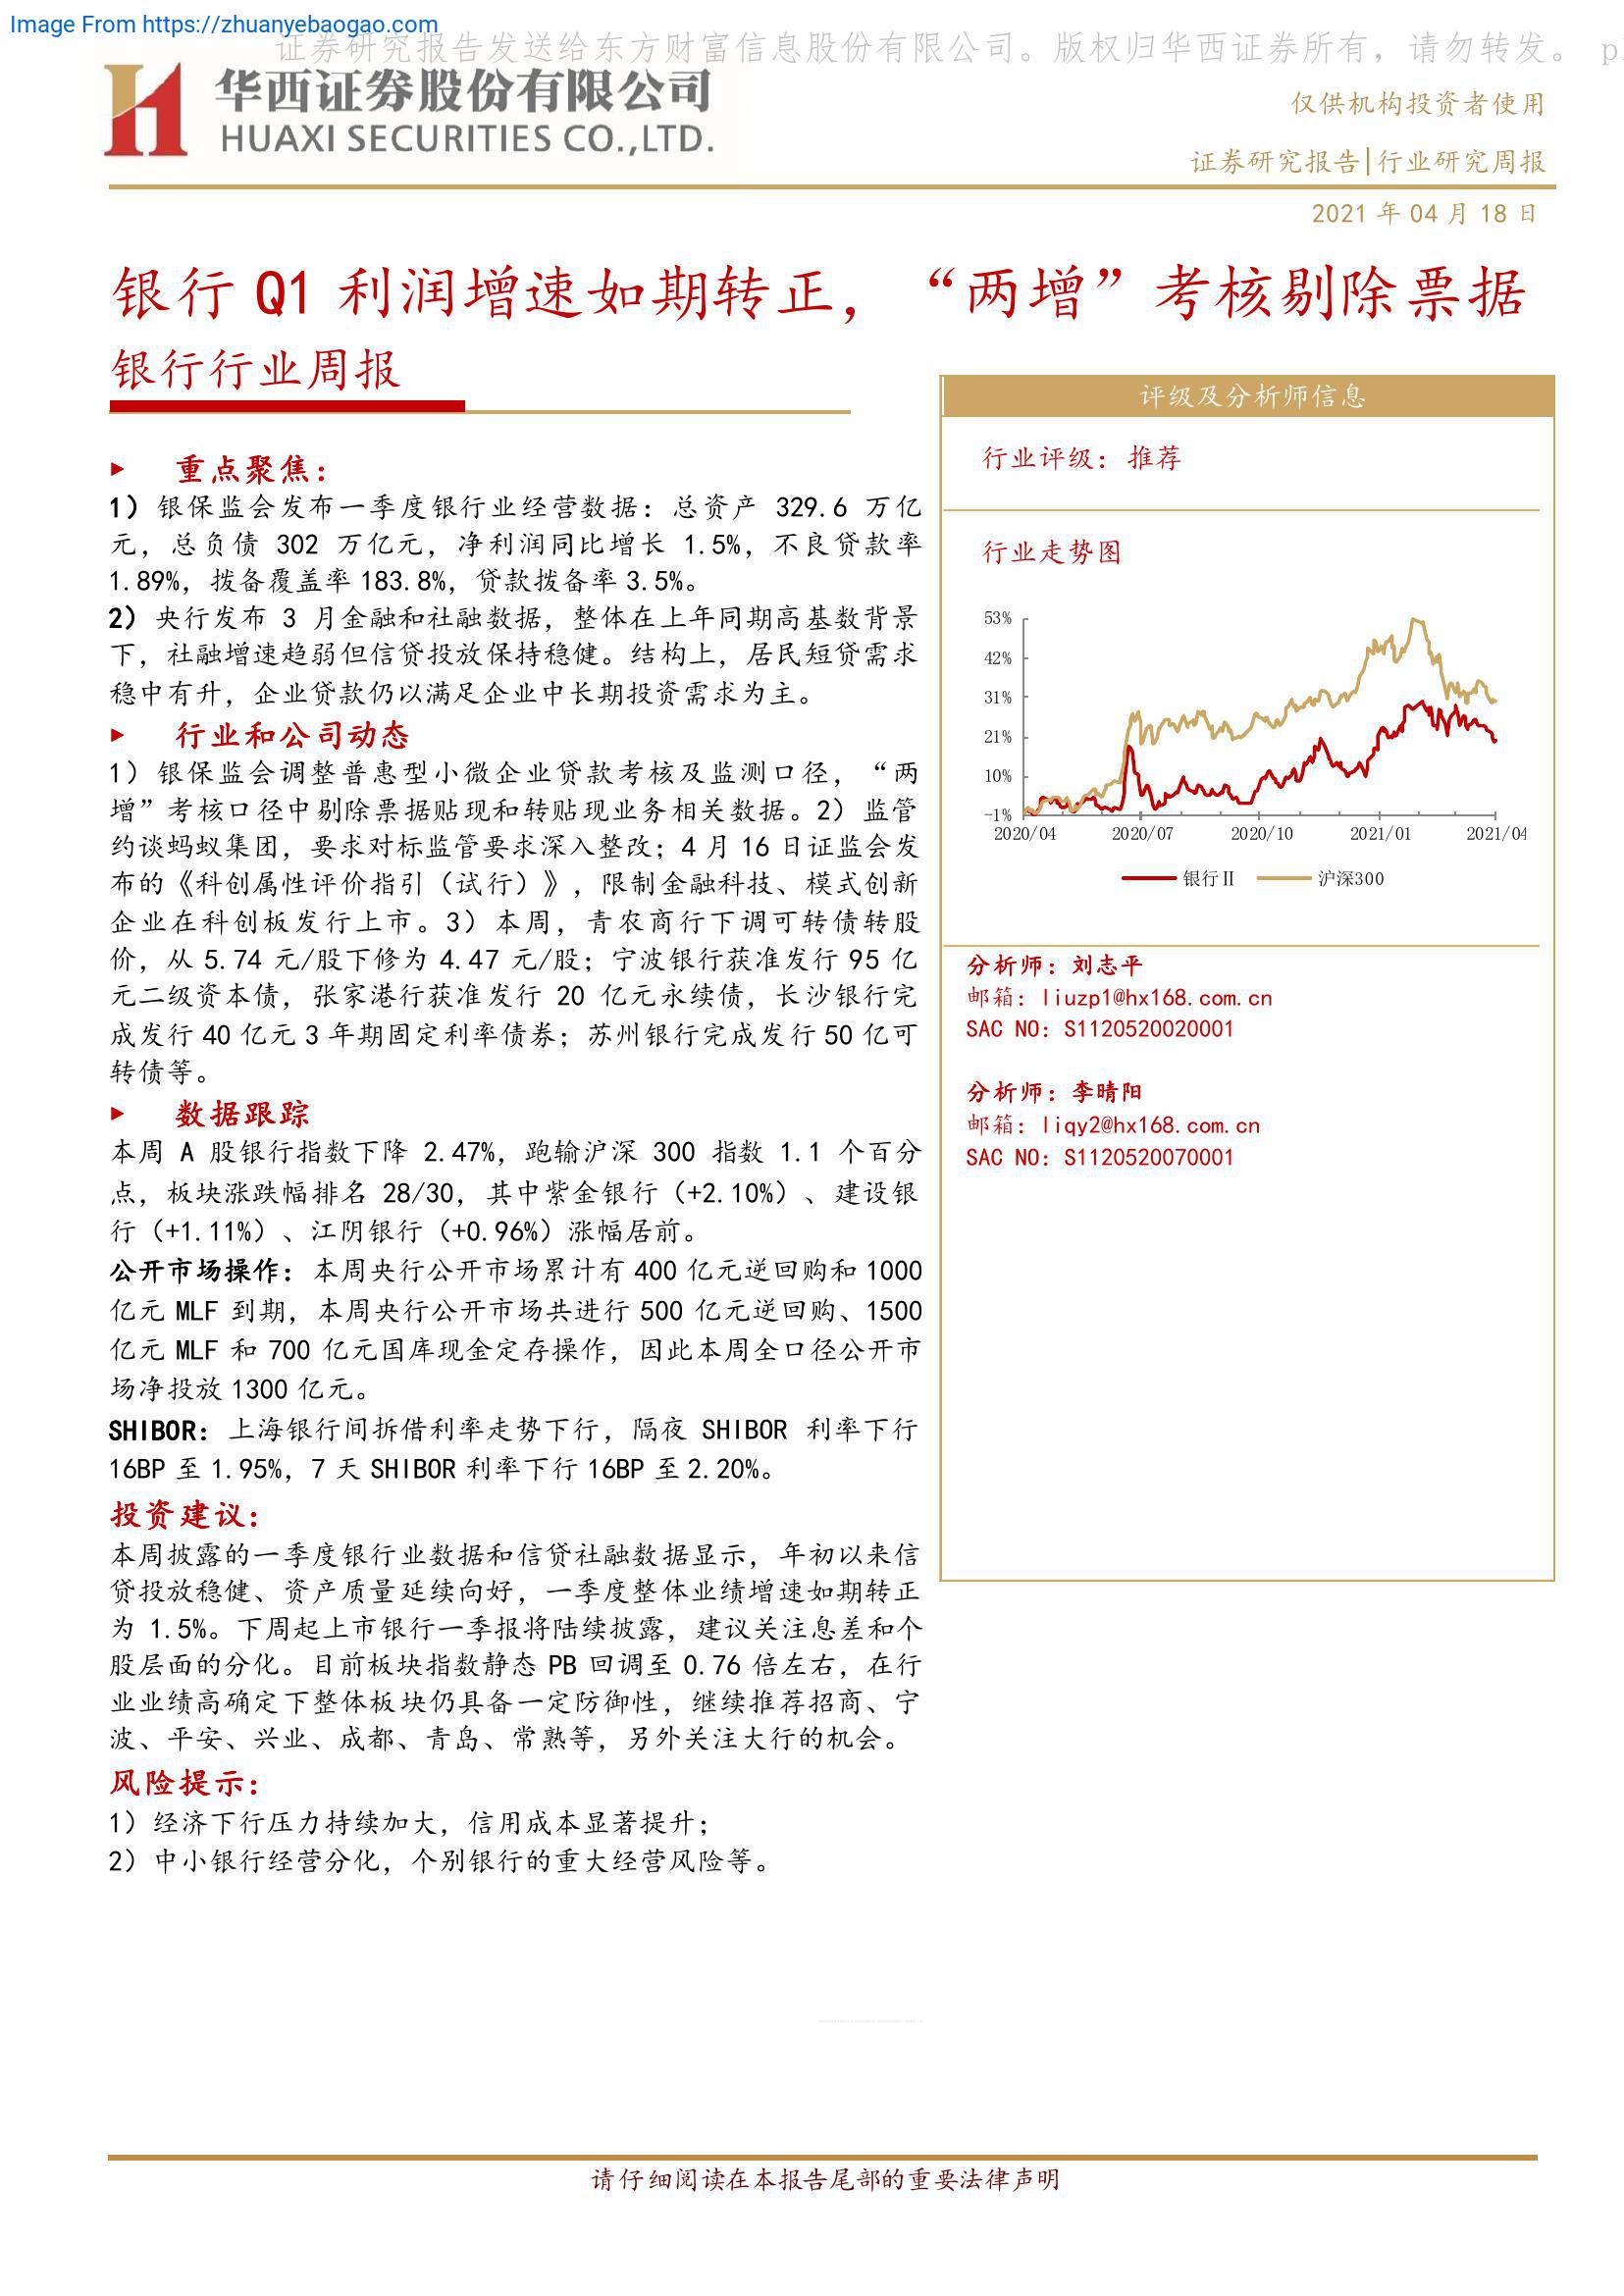 Image From https://zhuanyebaogao.com
证券研究报告发送给东方财富信息股份有限公司。版权归华西证券所有，请勿转发。 p
华西证券股份有限公司
HUAXI SECURITIES CO.,LTD.
仅供机构投资者使用
证券研究报告|行业研究周报
2021 年 04 月 18 日
银行 Q1 利润增速如期转正，“两增”考核剔除票据
银行行业周报
重点聚焦：
1）银保监会发布一季度银行业经营数据：总资产 329.6 万亿
元，总负债 302 万亿元，净利润同比增长 1.5%，不良贷款率
1.89%，拨备覆盖率 183.8%，贷款拨备率 3.5%。
2）央行发布 3 月金融和社融数据，整体在上年同期高基数背景
下，社融增速趋弱但信贷投放保持稳健。结构上，居民短贷需求
稳中有升，企业贷款仍以满足企业中长期投资需求为主。
行业和公司动态
1）银保监会调整普惠型小微企业贷款考核及监测口径，“两
增”考核口径中剔除票据贴现和转贴现业务相关数据。2）监管
约谈蚂蚁集团，要求对标监管要求深入整改；4 月 16 日证监会发
布的《科创属性评价指引（试行）》，限制金融科技、模式创新
企业在科创板发行上市。3）本周，青农商行下调可转债转股
价，从 5.74 元/股下修为 4.47 元/股；宁波银行获准发行 95 亿
元二级资本债，张家港行获准发行 20 亿元永续债，长沙银行完
成发行 40 亿元 3 年期固定利率债券；苏州银行完成发行 50 亿可
转债等。
数据跟踪
本周 A 股银行指数下降 2.47%，跑输沪深 300 指数 1.1 个百分
点，板块涨跌幅排名 28/30，其中紫金银行（+2.10%）、建设银
行（+1.11%）、江阴银行（+0.96%）涨幅居前。
公开市场操作：本周央行公开市场累计有 400 亿元逆回购和 1000
亿元 MLF 到期，本周央行公开市场共进行 500 亿元逆回购、1500
亿元 MLF 和 700 亿元国库现金定存操作，因此本周全口径公开市
场净投放 1300 亿元。
SHIBOR：上海银行间拆借利率走势下行，隔夜 SHIBOR 利率下行
16BP 至 1.95%，7 天 SHIBOR 利率下行 16BP 至 2.20%。
投资建议：
本周披露的一季度银行业数据和信贷社融数据显示，年初以来信
贷投放稳健、资产质量延续向好，一季度整体业绩增速如期转正
为 1.5%。下周起上市银行一季报将陆续披露，建议关注息差和个
股层面的分化。目前板块指数静态 PB 回调至 0.76 倍左右，在行
业业绩高确定下整体板块仍具备一定防御性，继续推荐招商、宁
波、平安、兴业、成都、青岛、常熟等，另外关注大行的机会。
风险提示：
1）经济下行压力持续加大，信用成本显著提升；
2）中小银行经营分化，个别银行的重大经营风险等。
评级及分析师信息
行业评级：推荐
行业走势图
53%
42%
31%
21%
10%
-1%
2020/04 2020/07 2020/10 2021/01 2021/04
银行Ⅱ 沪深300
分析师：刘志平
邮箱：liuzp1@hx168.com.cn
SAC NO：S1120520020001
分析师：李晴阳
邮箱：liqy2@hx168.com.cn
SAC NO：S1120520070001
请仔细阅读在本报告尾部的重要法律声明